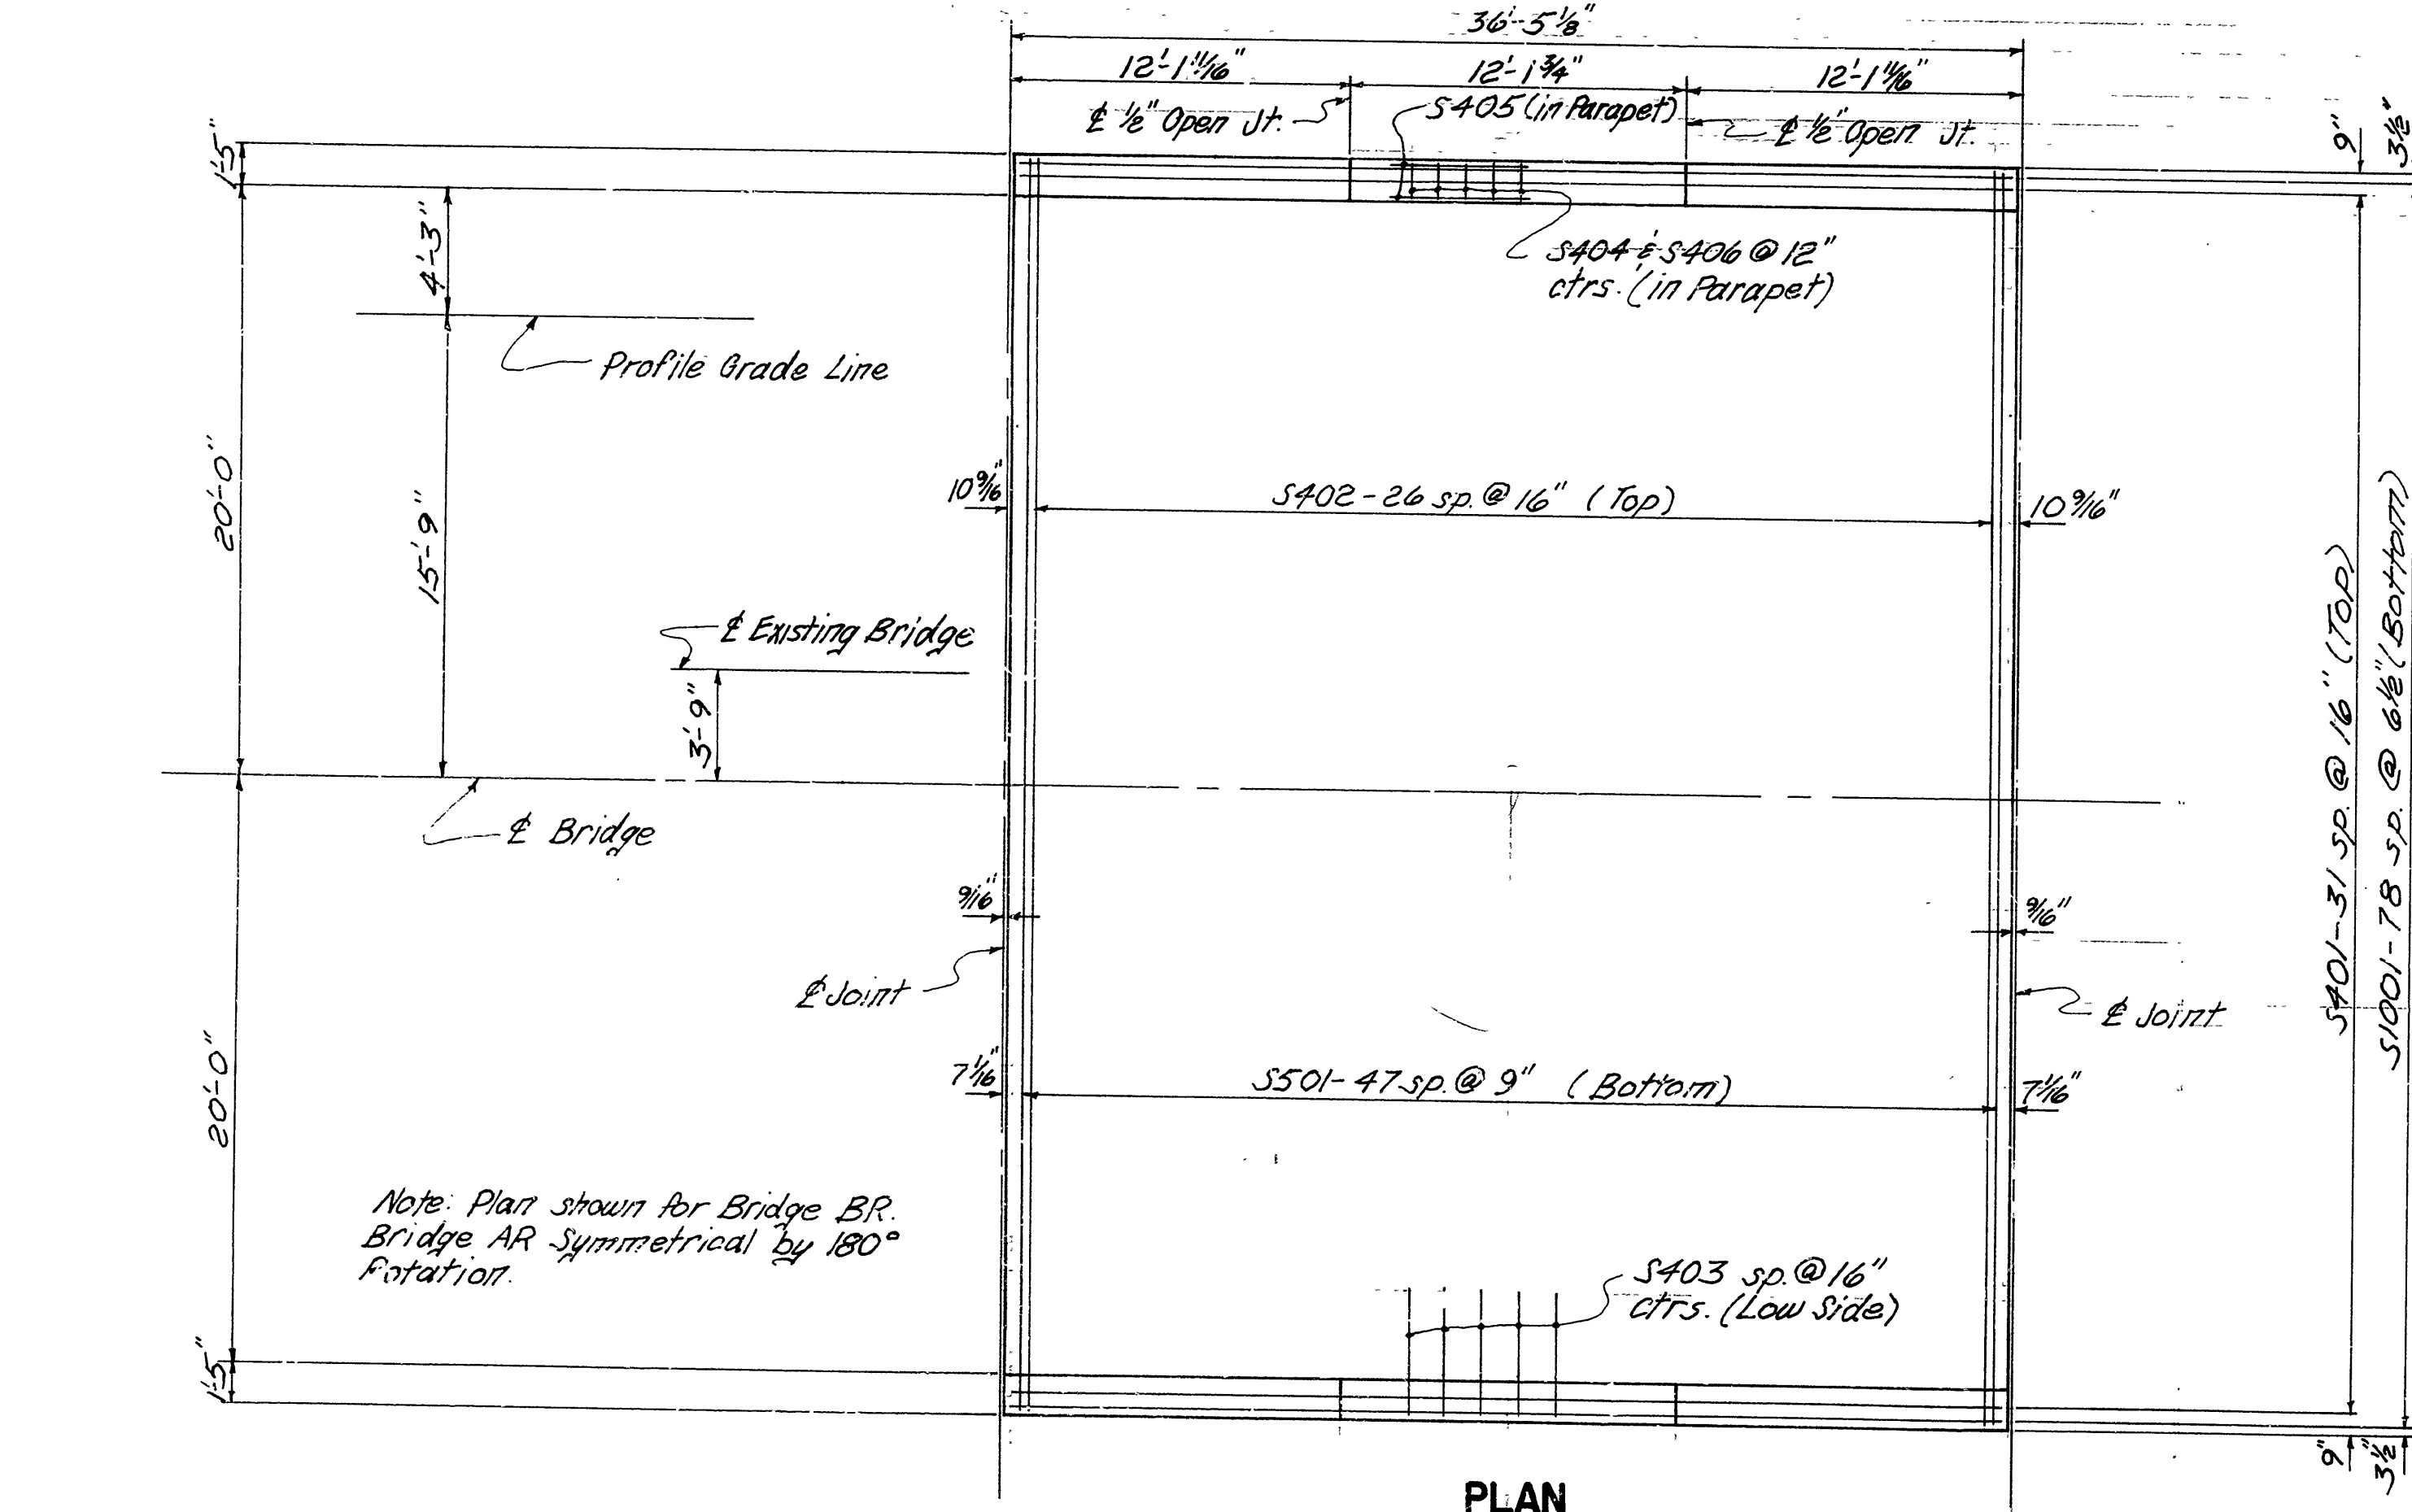 36'-5 1/8"
12'-1 11/16"
12'-1 3/4"
12'-1 11/16"
℄ 1/2" Open Jt.
S405 (in Parapet)
℄ 1/2" Open Jt.
1'-5"
9"
3 1/2"
4'-3"
S404 & S406 @ 12"
ctrs. (in Parapet)
Profile Grade Line
20'-0"
15'-9"
10 9/16"
S402-26 sp. @ 16" (Top)
10 9/16"
℄ Existing Bridge
3'-9"
S401-31 sp. @ 16" (TOP)
S1001-78 sp. @ 6 1/2" (Bottom)
℄ Bridge
9/16"
9/16"
℄ Joint
℄ Joint
20'-0"
7 1/16"
S501-47 sp. @ 9" (Bottom)
7 1/16"
Note: Plan shown for Bridge BR.
Bridge AR Symmetrical by 180°
Rotation.
S403 sp. @ 16"
ctrs. (Low Side)
1'-5"
9"
3 1/2"
PLAN